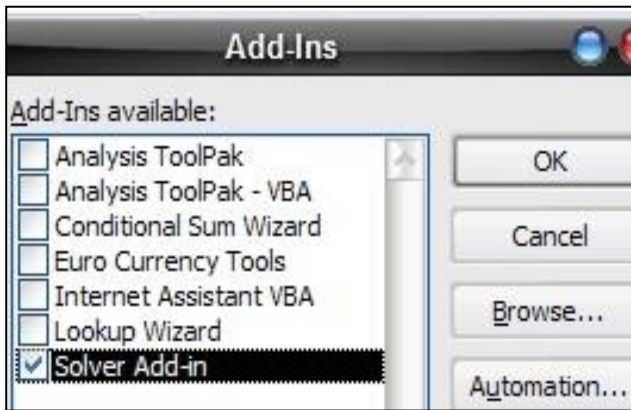 Add-Ins
Add-Ins available:
Analysis ToolPak
Analysis ToolPak - VBA
Conditional Sum Wizard
Euro Currency Tools
Internet Assistant VBA
Lookup Wizard
Solver Add-in
OK
Cancel
Browse...
Automation...